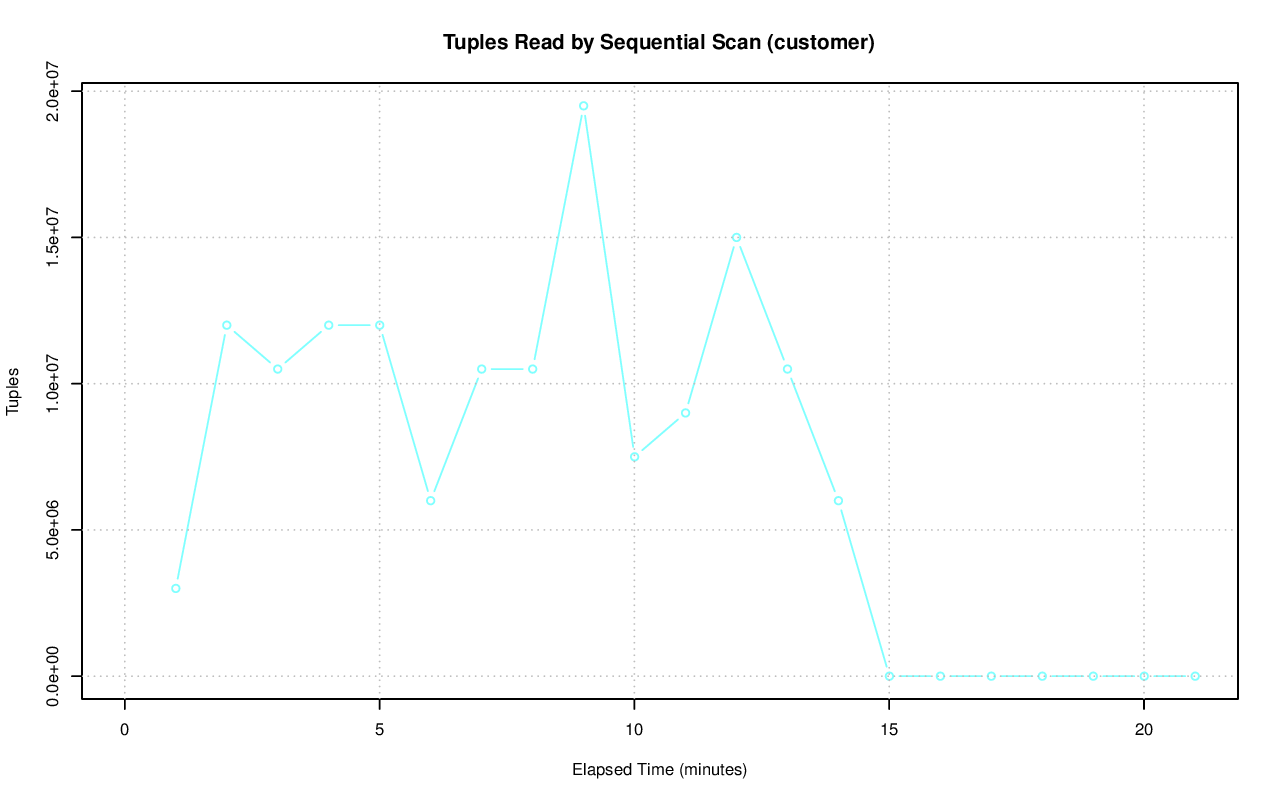 Tuples Read by Sequential Scan (customer)
Tuples
2.0e+07
1.5e+07
1.0e+07
5.0e+06
0.0e+00
0 5 10 15 20
Elapsed Time (minutes)